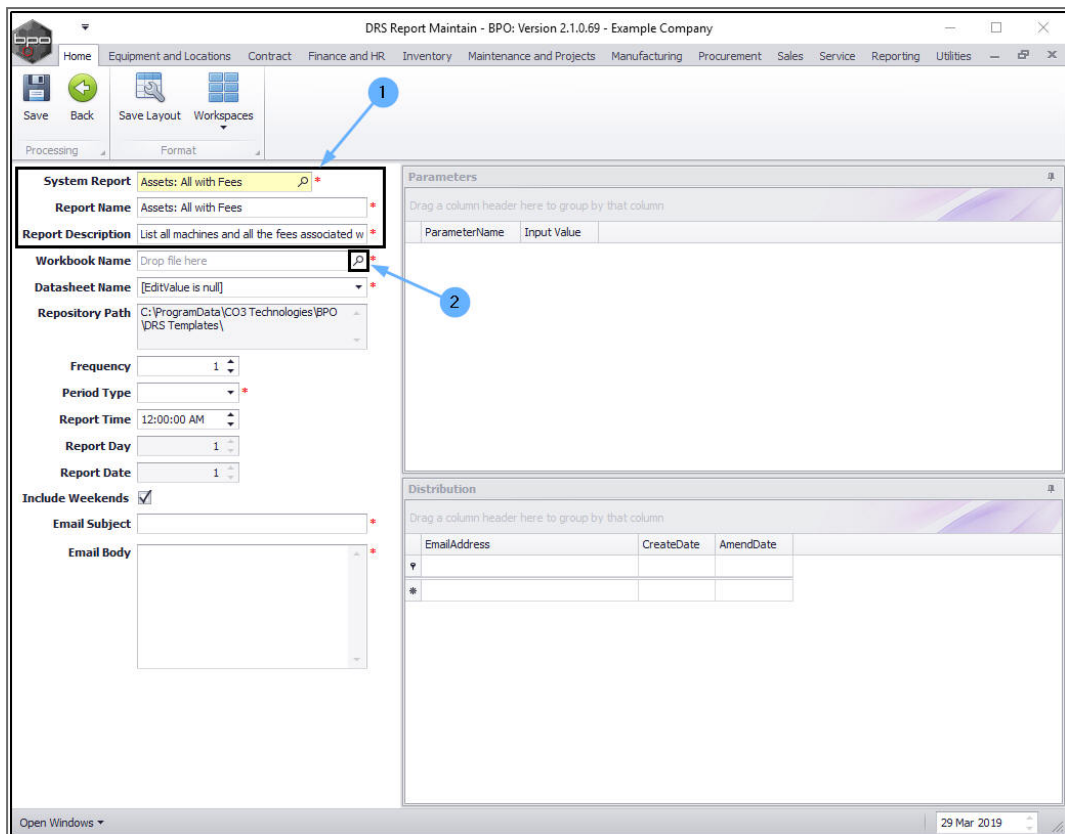 DRS Report Maintain - BPO: Version 2.1.0.69 - Example Company
bpo
Home Equipment and Locations Contract Finance and HR Inventory Maintenance and Projects Manufacturing Procurement Sales Service Reporting Utilities
Save Back Save Layout Workspaces
Processing Format
1
System Report Assets: All with Fees *
Report Name Assets: All with Fees *
Report Description List all machines and all the fees associated w *
Workbook Name Drop file here *
Datasheet Name [EditValue is null] *
Repository Path C:\ProgramData\CO3 Technologies\BPO
\DRS Templates\
Frequency 1
Period Type *
Report Time 12:00:00 AM
Report Day 1
Report Date 1
Include Weekends
Email Subject *
Email Body *
2
Parameters
Drag a column header here to group by that column
ParameterName Input Value
Distribution
Drag a column header here to group by that column
EmailAddress CreateDate AmendDate
Open Windows 29 Mar 2019